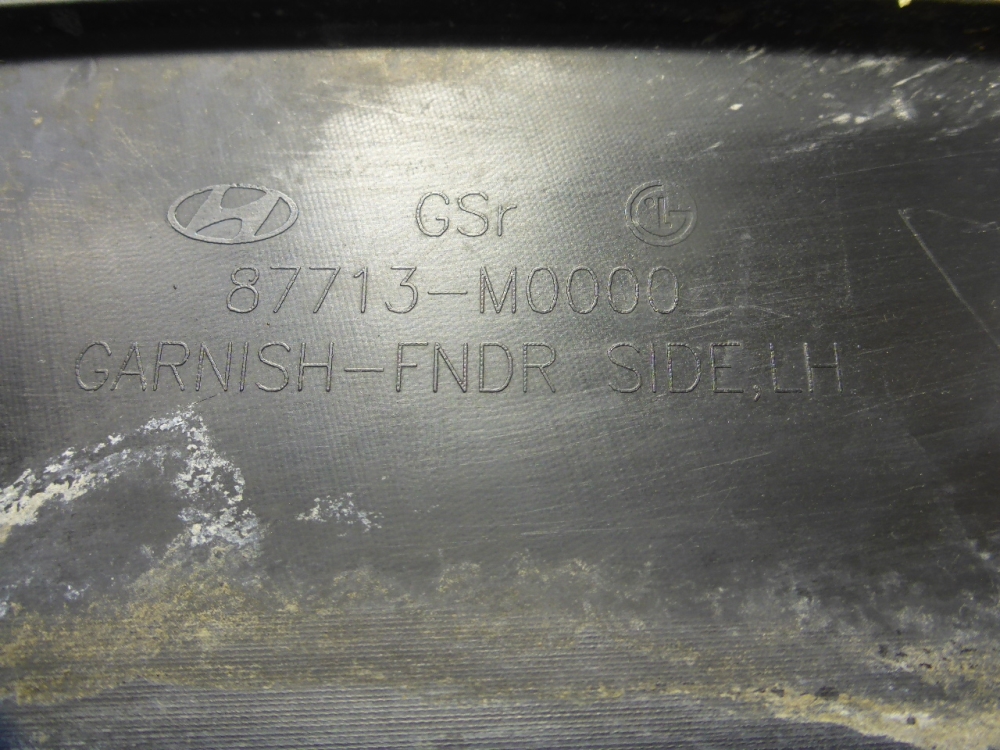 GSr
87713-M0000
GARNISH-FNDR SIDE,LH